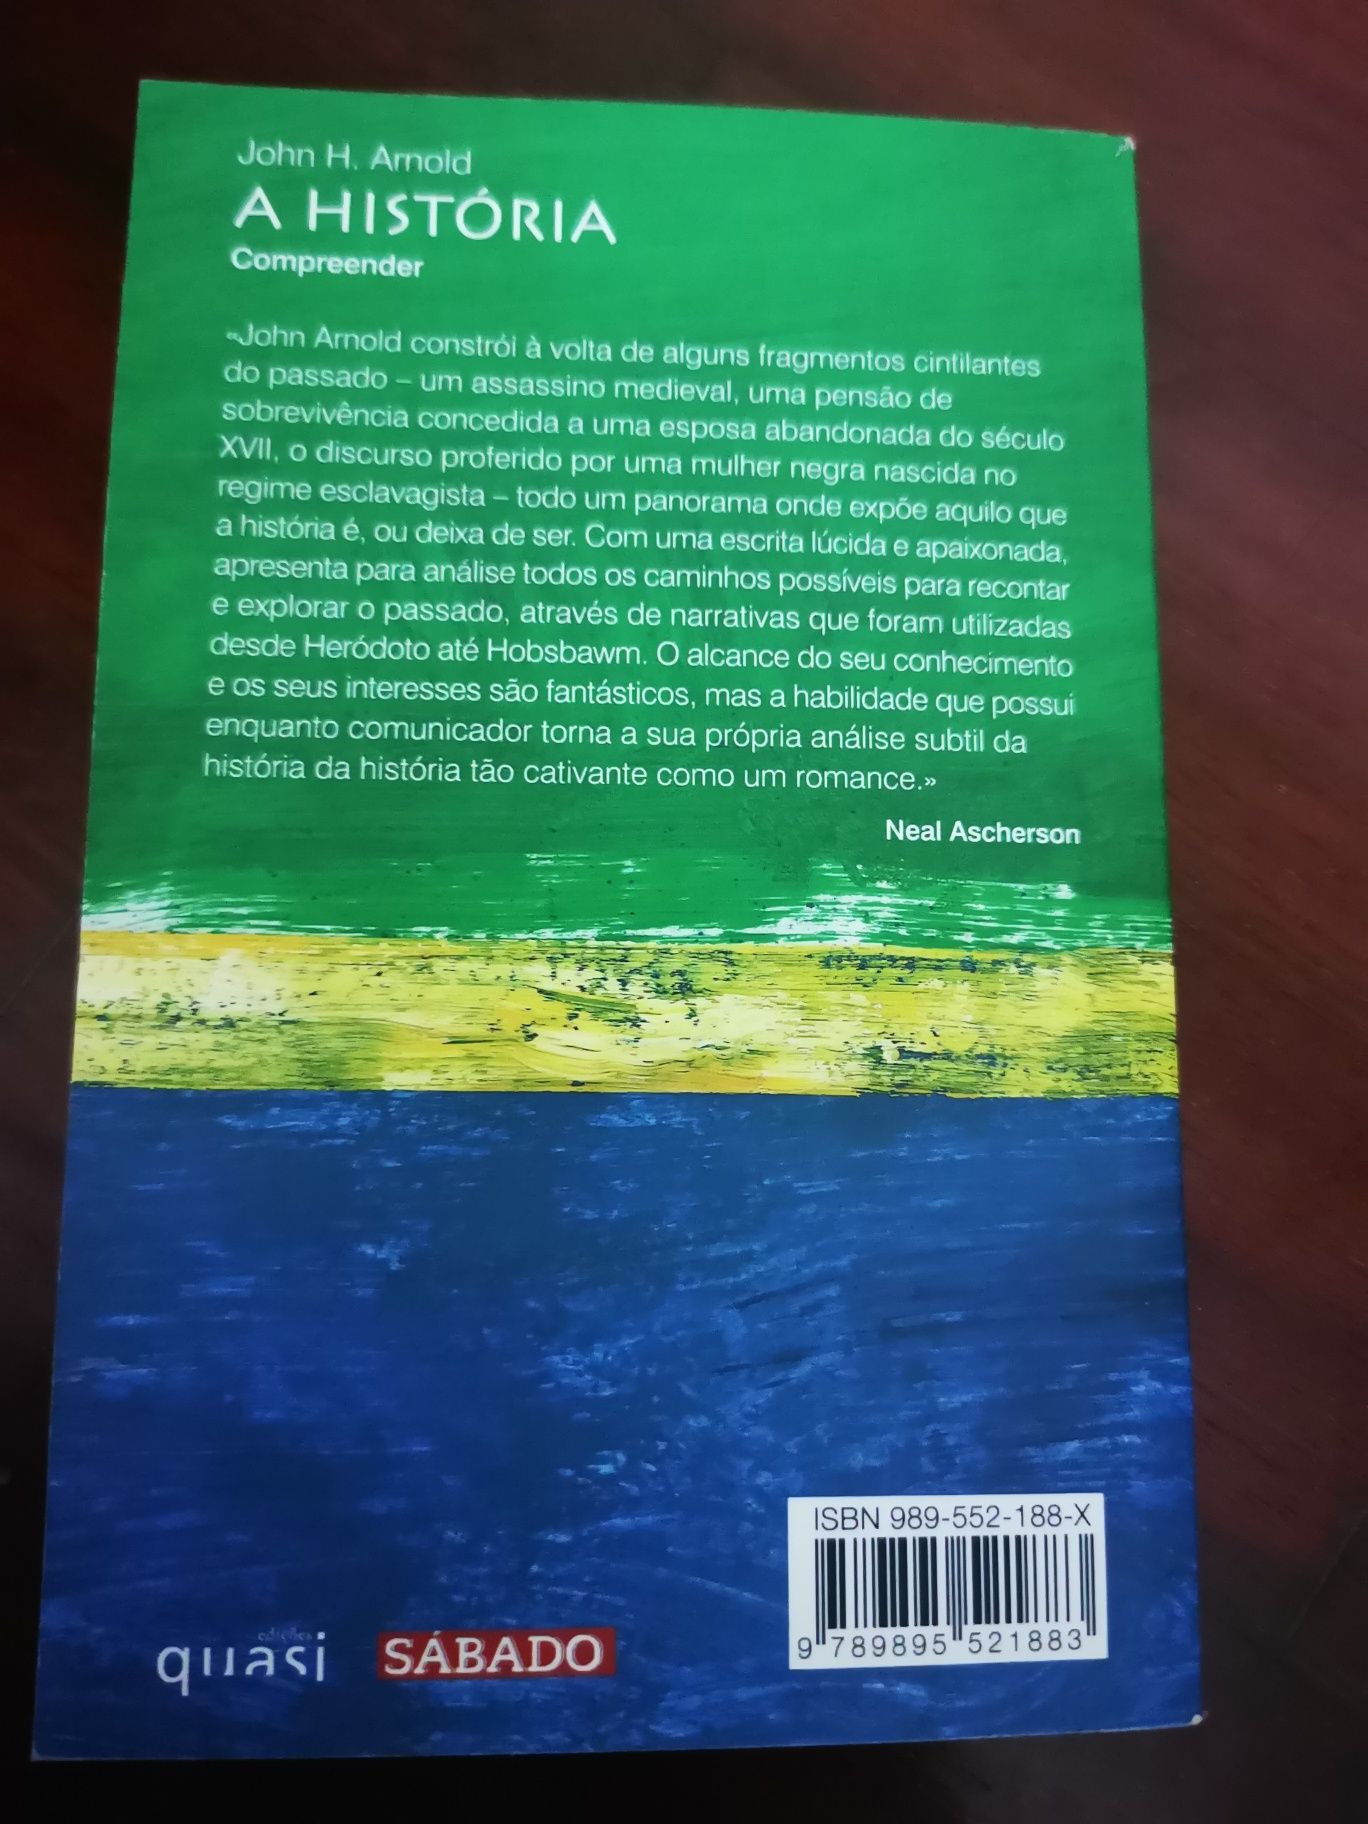 John H. Arnold
A HISTÓRIA
Compreender
«John Arnold constrói à volta de alguns fragmentos cintilantes
do passado – um assassino medieval, uma pensão de
sobrevivência concedida a uma esposa abandonada do século
XVII, o discurso proferido por uma mulher negra nascida no
regime esclavagista – todo um panorama onde expõe aquilo que
a história é, ou deixa de ser. Com uma escrita lúcida e apaixonada,
apresenta para análise todos os caminhos possíveis para recontar
e explorar o passado, através de narrativas que foram utilizadas
desde Heródoto até Hobsbawm. O alcance do seu conhecimento
e os seus interesses são fantásticos, mas a habilidade que possui
enquanto comunicador torna a sua própria análise subtil da
história da história tão cativante como um romance.»
Neal Ascherson
ISBN 989-552-188-X
9 789895 521883
edições
quasi
SÁBADO